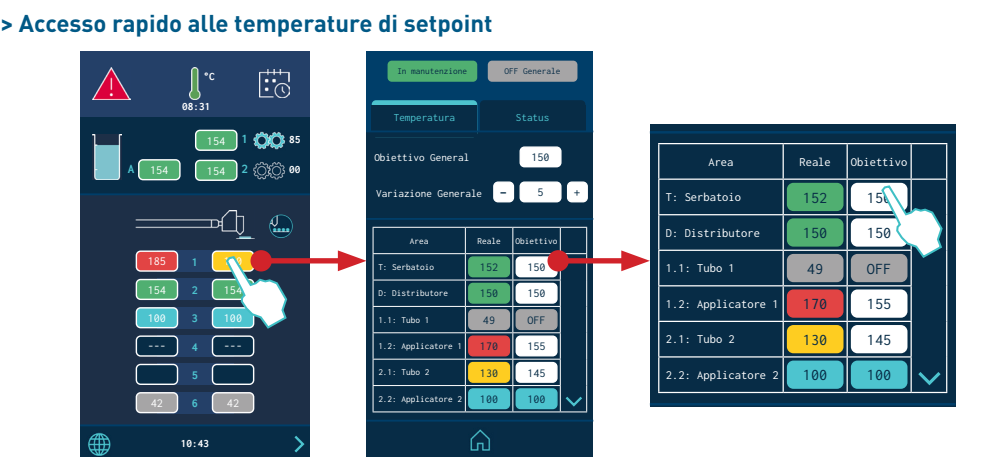 > Accesso rapido alle temperature di setpoint
°C
08:31
154 1 85
A 154 154 2 00
185 1
154 2 154
100 3 100
--- 4 ---
5
42 6 42
10:43
In manutenzione OFF Generale
Temperatura Status
Obiettivo General 150
Variazione Generale - 5 +
Area Reale Obiettivo
T: Serbatoio 152 150
D: Distributore 150 150
1.1: Tubo 1 49 OFF
1.2: Applicatore 1 170 155
2.1: Tubo 2 130 145
2.2: Applicatore 2 100 100
Area Reale Obiettivo
T: Serbatoio 152 150
D: Distributore 150 150
1.1: Tubo 1 49 OFF
1.2: Applicatore 1 170 155
2.1: Tubo 2 130 145
2.2: Applicatore 2 100 100